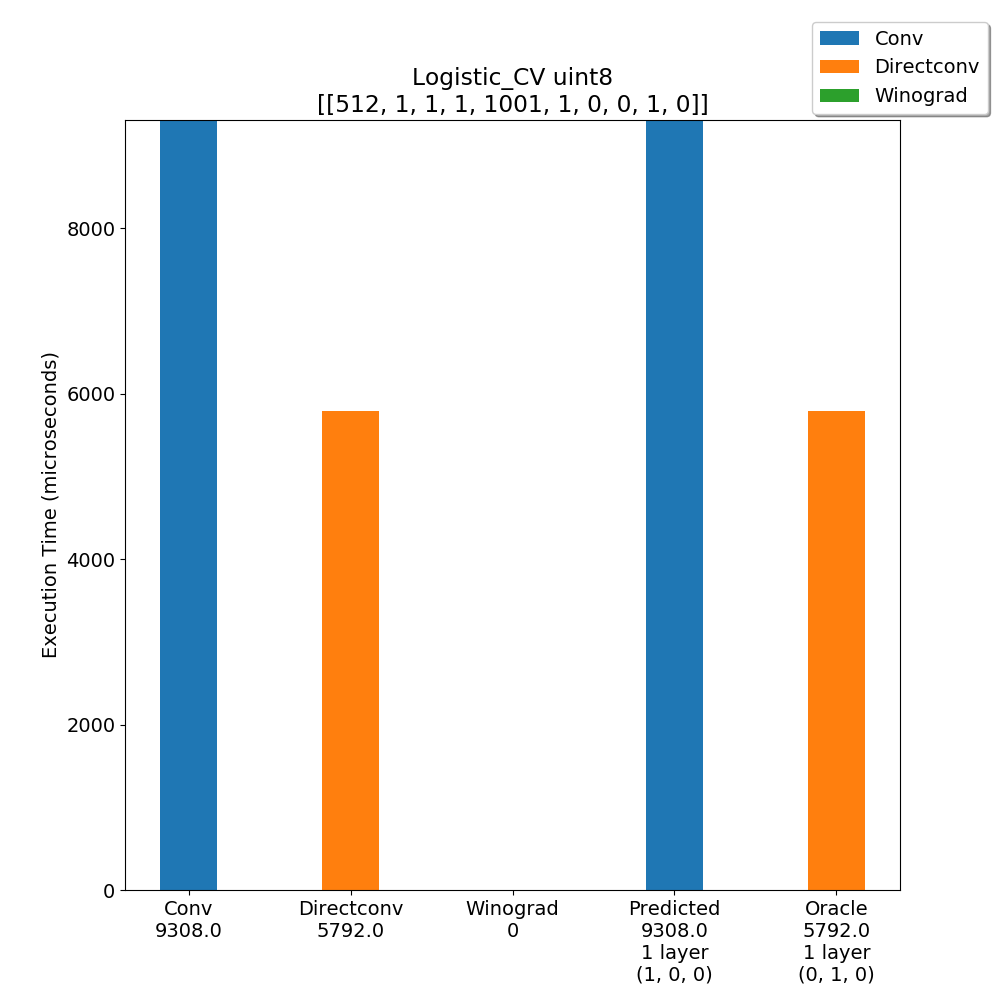 Conv
Directconv
Winograd
Logistic_CV uint8
[[512, 1, 1, 1, 1001, 1, 0, 0, 1, 0]]
Execution Time (microseconds)
8000
6000
4000
2000
0
Conv
9308.0
Directconv
5792.0
Winograd
0
Predicted
9308.0
1 layer
(1, 0, 0)
Oracle
5792.0
1 layer
(0, 1, 0)